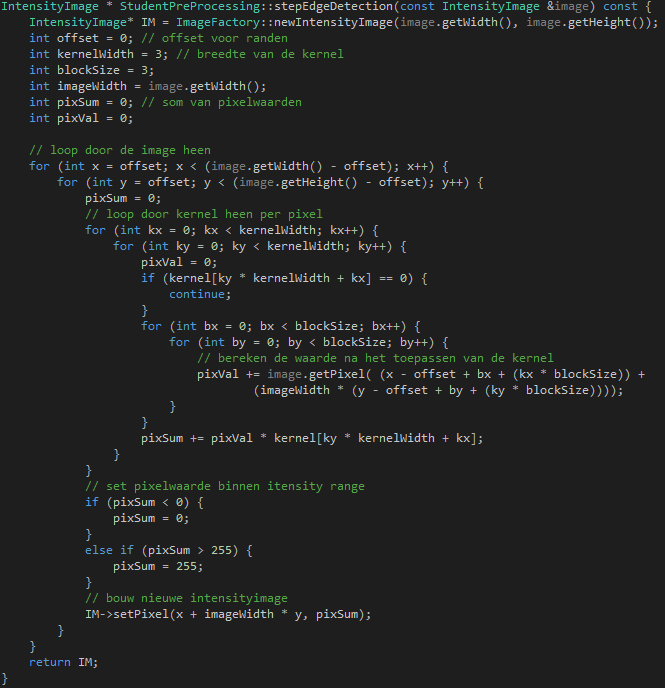 IntensityImage * StudentPreProcessing::stepEdgeDetection(const IntensityImage &image) const {
    IntensityImage* IM = ImageFactory::newIntensityImage(image.getWidth(), image.getHeight());
    int offset = 0; // offset voor randen
    int kernelWidth = 3; // breedte van de kernel
    int blockSize = 3;
    int imageWidth = image.getWidth();
    int pixSum = 0; // som van pixelwaarden
    int pixVal = 0;

    // loop door de image heen
    for (int x = offset; x < (image.getWidth() - offset); x++) {
        for (int y = offset; y < (image.getHeight() - offset); y++) {
            pixSum = 0;
            // loop door kernel heen per pixel
            for (int kx = 0; kx < kernelWidth; kx++) {
                for (int ky = 0; ky < kernelWidth; ky++) {
                    pixVal = 0;
                    if (kernel[ky * kernelWidth + kx] == 0) {
                        continue;
                    }
                    for (int bx = 0; bx < blockSize; bx++) {
                        for (int by = 0; by < blockSize; by++) {
                            // bereken de waarde na het toepassen van de kernel
                            pixVal += image.getPixel( (x - offset + bx + (kx * blockSize)) +
                                    (imageWidth * (y - offset + by + (ky * blockSize))));
                        }
                    }
                    pixSum += pixVal * kernel[ky * kernelWidth + kx];
                }
            }
            // set pixelwaarde binnen itensity range
            if (pixSum < 0) {
                pixSum = 0;
            }
            else if (pixSum > 255) {
                pixSum = 255;
            }
            // bouw nieuwe intensityimage
            IM->setPixel(x + imageWidth * y, pixSum);
        }
    }
    return IM;
}